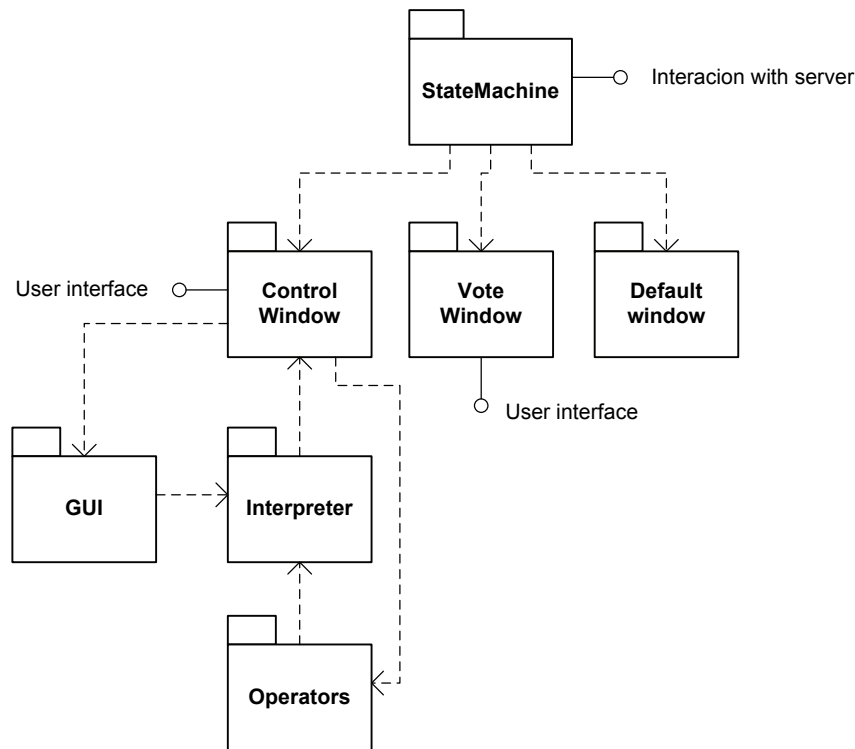 StateMachine
Interacion with server
User interface
Control
Window
Vote
Window
Default
window
User interface
GUI
Interpreter
Operators